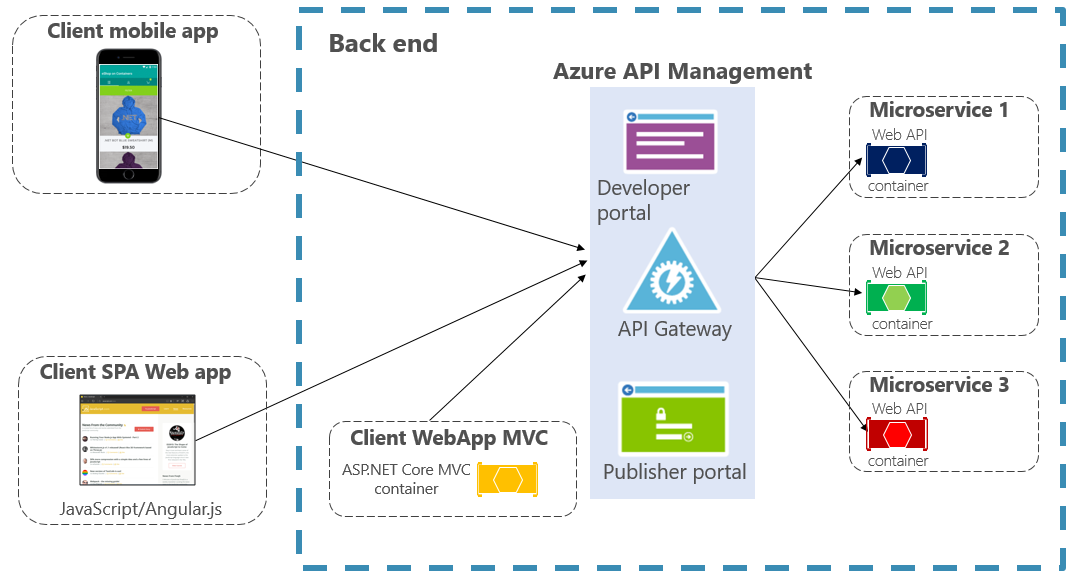 Client mobile app
.NET
$19.50
Client SPA Web app
JavaScript/Angular.js
Back end
Client WebApp MVC
ASP.NET Core MVC
container
Azure API Management
Developer
portal
API Gateway
Publisher portal
Microservice 1
Web API
container
Microservice 2
Web API
container
Microservice 3
Web API
container